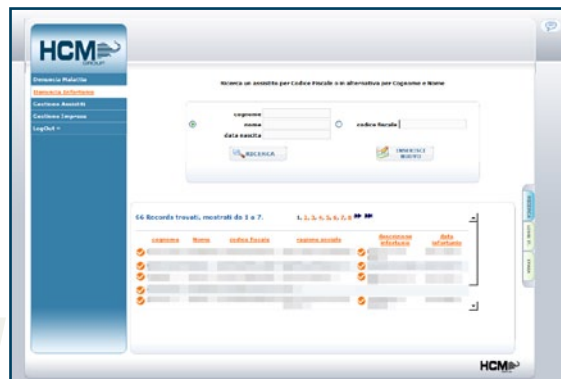 HCM
GROUP
Denuncia Malattia
Denuncia Infortunio
Gestione Assistiti
Gestione Imprese
LogOut »
Ricerca un assistito per Codice Fiscale o in alternativa per Cognome e Nome
cognome
nome
data nascita
codice fiscale
RICERCA
INSERISCI NUOVO
66 Records trovati, mostrati da 1 a 7.
1, 2, 3, 4, 5, 6, 7, 8
cognome Nome codice fiscale ragione sociale descrizione infortunio data infortunio
RICERCA
HCM